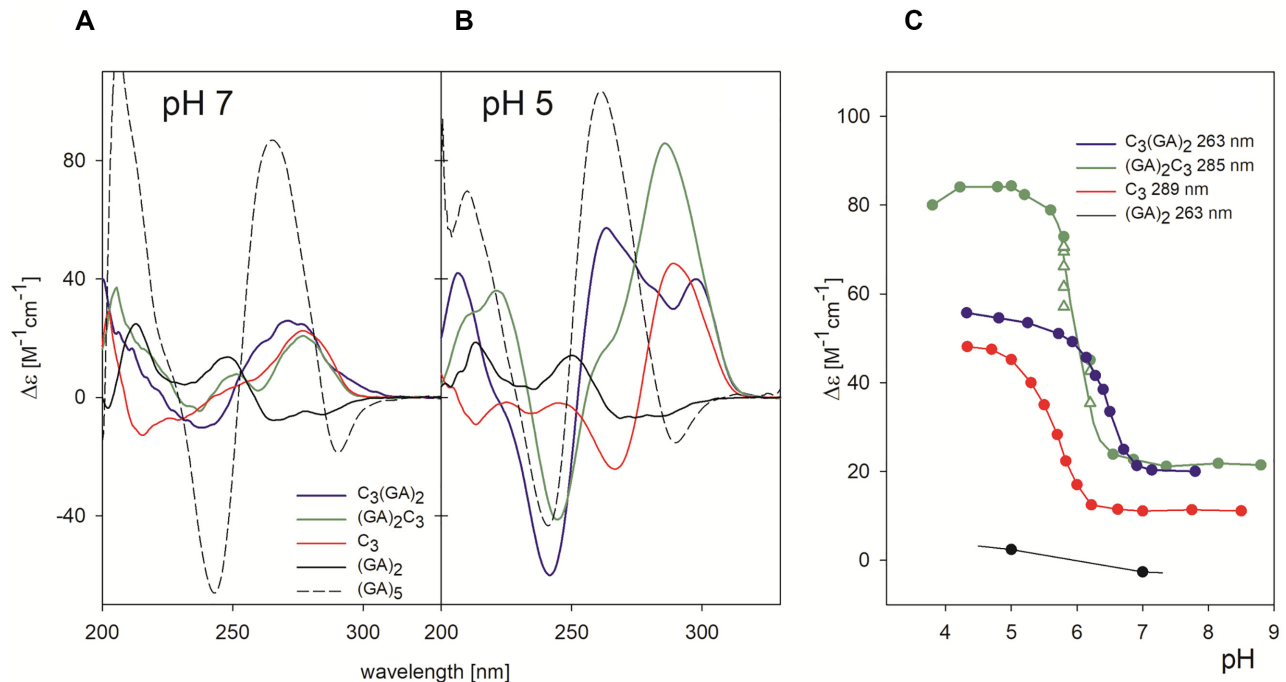 A
B
C
pH 7
pH 5
Δε [M⁻¹cm⁻¹]
80
40
0
-40
C₃(GA)₂
(GA)₂C₃
C₃
(GA)₂
(GA)₅
200
250
300
200
250
300
wavelength [nm]
Δε [M⁻¹cm⁻¹]
100
80
60
40
20
0
C₃(GA)₂ 263 nm
(GA)₂C₃ 285 nm
C₃ 289 nm
(GA)₂ 263 nm
4
5
6
7
8
9
pH